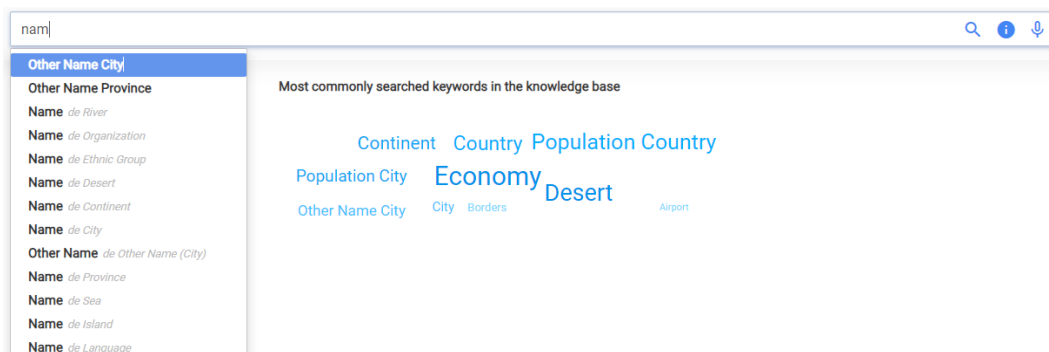 nam
Other Name City
Other Name Province
Name de River
Name de Organization
Name de Ethnic Group
Name de Desert
Name de Continent
Name de City
Other Name de Other Name (City)
Name de Province
Name de Sea
Name de Island
Name de Language
Most commonly searched keywords in the knowledge base
Continent Country Population Country
Population City Economy Desert
Other Name City City Borders Airport